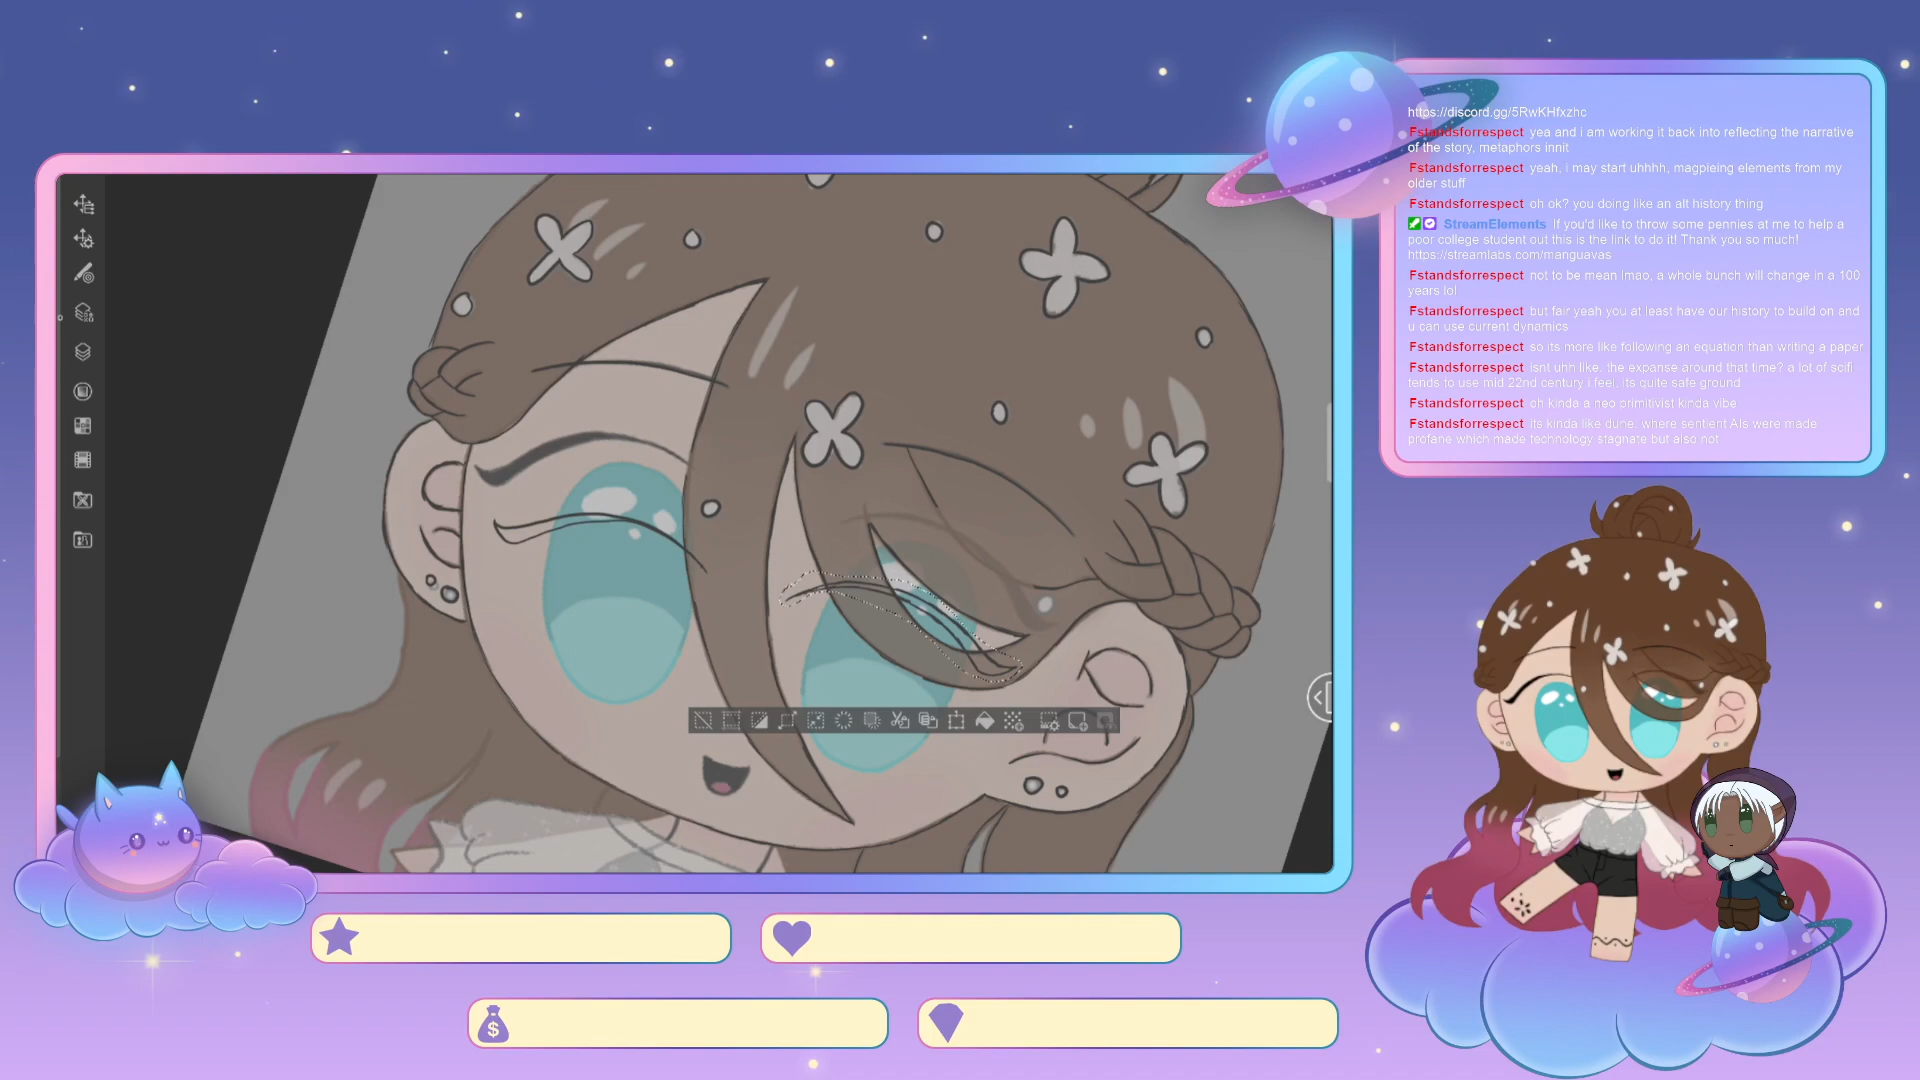 https://discord.gg/5RwKHfxzhc
Fstandsforrespect yea and i am working it back into reflecting the narrative
of the story, metaphors innit
Fstandsforrespect yeah, i may start uhhhh, magpieing elements from my
older stuff
Fstandsforrespect oh ok? you doing like an alt history thing
StreamElements If you'd like to throw some pennies at me to help a
poor college student out this is the link to do it! Thank you so much!
https://streamlabs.com/manguavas
Fstandsforrespect not to be mean lmao, a whole bunch will change in a 100
years lol
Fstandsforrespect but fair yeah you at least have our history to build on and
u can use current dynamics
Fstandsforrespect so its more like following an equation than writing a paper
Fstandsforrespect isnt uhh like. the expanse around that time? a lot of scifi
tends to use mid 22nd century i feel, its quite safe ground
Fstandsforrespect oh kinda a neo primitivist kinda vibe
Fstandsforrespect its kinda like dune. where sentient AIs were made
profane which made technology stagnate but also not
$